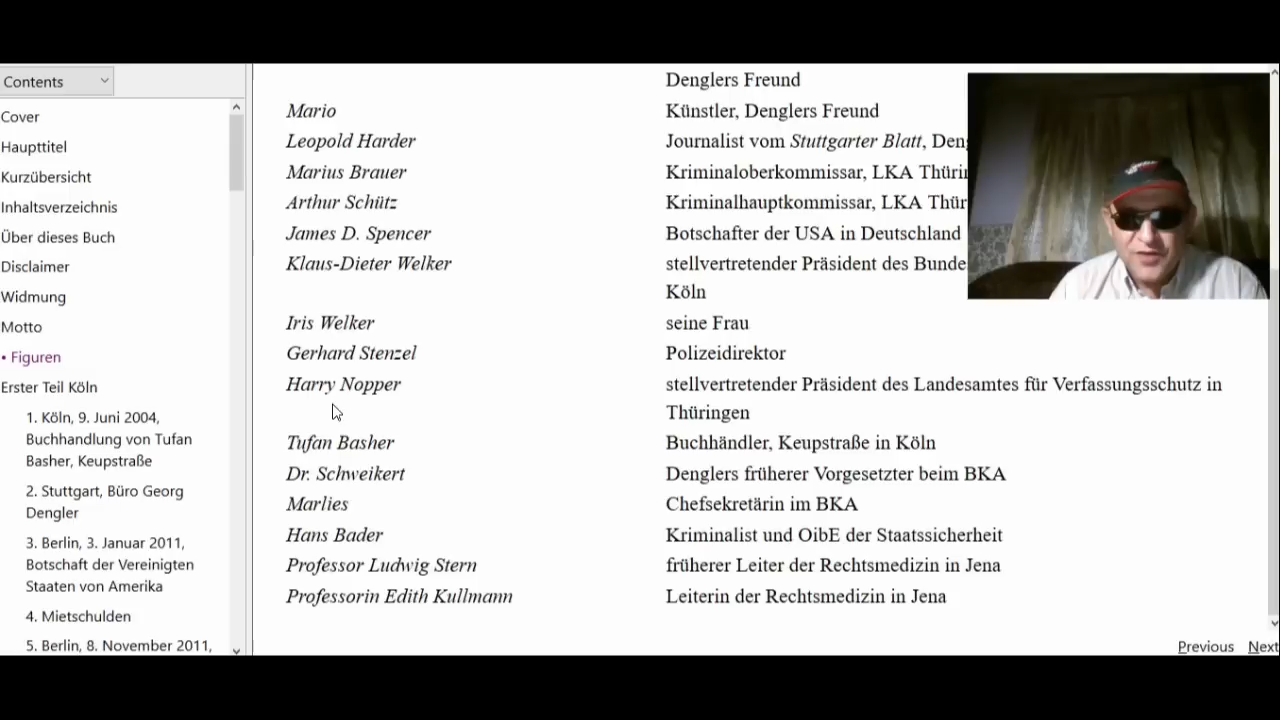 Contents
Cover
Haupttitel
Kurzübersicht
Inhaltsverzeichnis
Über dieses Buch
Disclaimer
Widmung
Motto
• Figuren
Erster Teil Köln
1. Köln, 9. Juni 2004,
Buchhandlung von Tufan
Basher, Keupstraße
2. Stuttgart, Büro Georg
Dengler
3. Berlin, 3. Januar 2011,
Botschaft der Vereinigten
Staaten von Amerika
4. Mietschulden
5. Berlin, 8. November 2011,
Denglers Freund
Mario Künstler, Denglers Freund
Leopold Harder Journalist vom Stuttgarter Blatt,
Marius Brauer Kriminaloberkommissar, LKA
Arthur Schütz Kriminalhauptkommissar, LKA
James D. Spencer Botschafter der USA in Deutschland
Klaus-Dieter Welker stellvertretender Präsident des
Köln
Iris Welker seine Frau
Gerhard Stenzel Polizeidirektor
Harry Nopper stellvertretender Präsident des Landesamtes für Verfassungsschutz in
Thüringen
Tufan Basher Buchhändler, Keupstraße in Köln
Dr. Schweikert Denglers früherer Vorgesetzter beim BKA
Marlies Chefsekretärin im BKA
Hans Bader Kriminalist und OibE der Staatssicherheit
Professor Ludwig Stern früherer Leiter der Rechtsmedizin in Jena
Professorin Edith Kullmann Leiterin der Rechtsmedizin in Jena
Previous Next